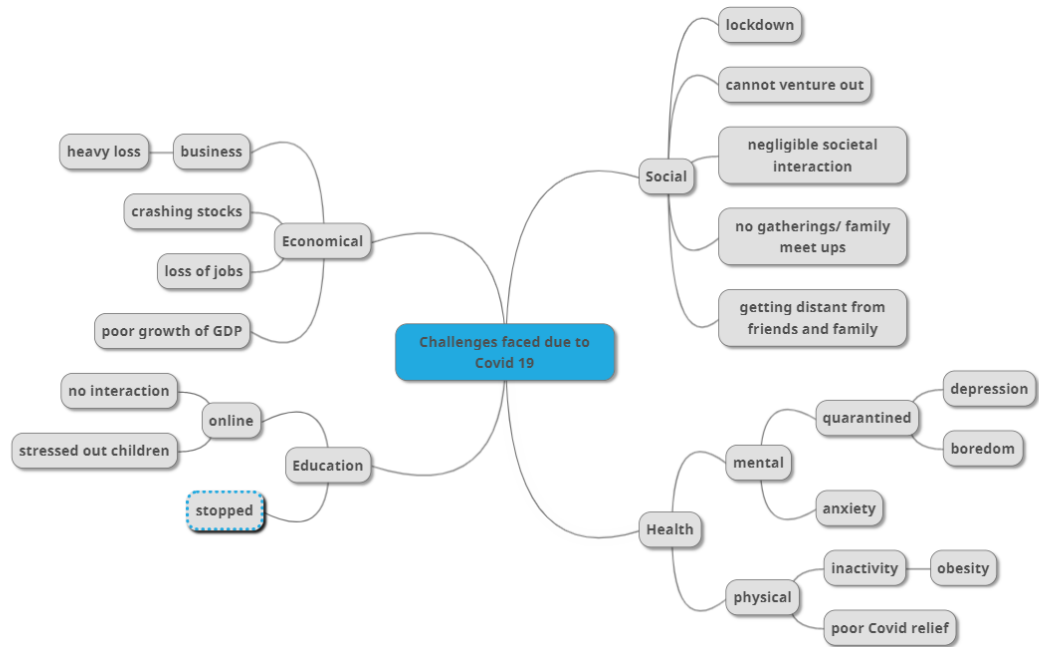 Challenges faced due to
Covid 19
Social
lockdown
cannot venture out
negligible societal
interaction
no gatherings/ family
meet ups
getting distant from
friends and family
Health
mental
quarantined
depression
boredom
anxiety
physical
inactivity
obesity
poor Covid relief
Economical
business
heavy loss
crashing stocks
loss of jobs
poor growth of GDP
Education
online
no interaction
stressed out children
stopped